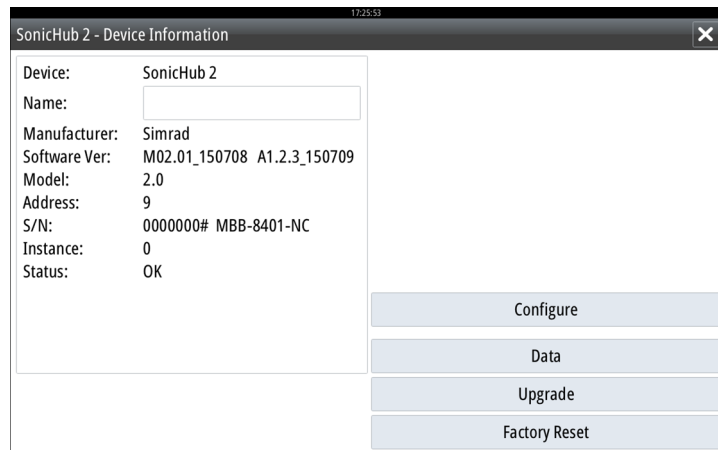 17:25:53
SonicHub 2 - Device Information
Device: SonicHub 2
Name:
Manufacturer: Simrad
Software Ver: M02.01_150708 A1.2.3_150709
Model: 2.0
Address: 9
S/N: 0000000# MBB-8401-NC
Instance: 0
Status: OK
Configure
Data
Upgrade
Factory Reset